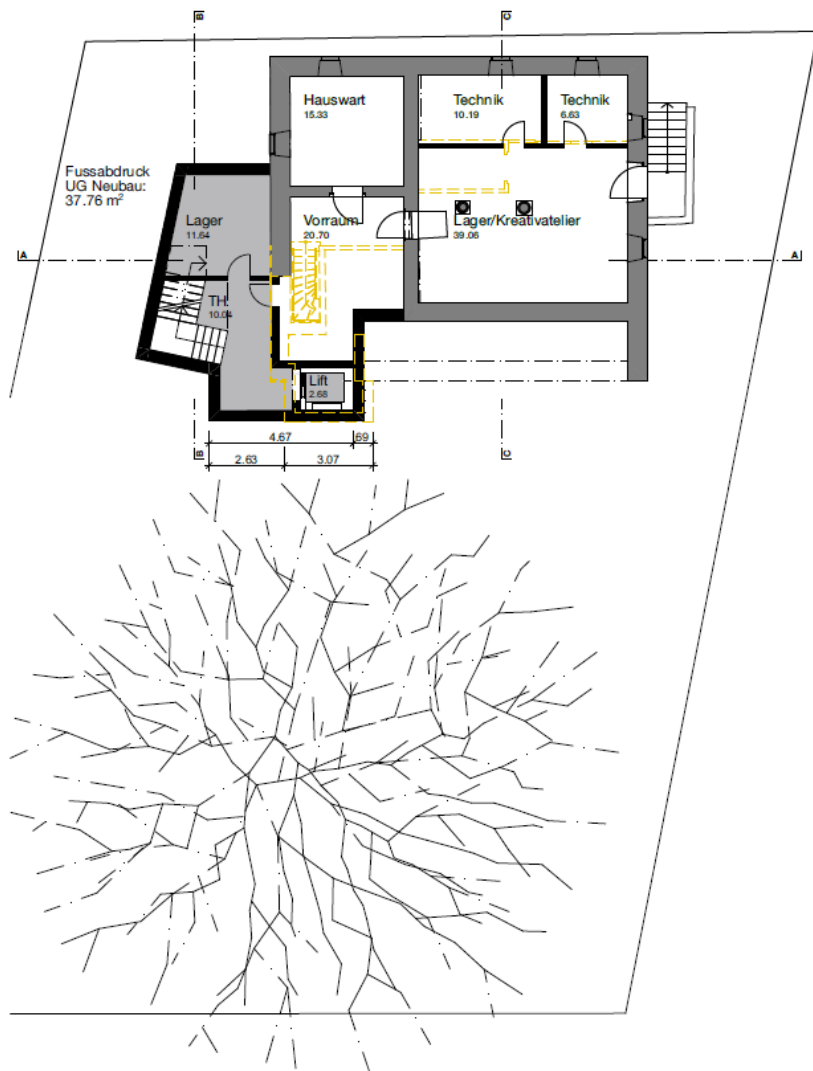 B
C
Hauswart
15.33
Technik
10.19
Technik
6.63
Fussabdruck
UG Neubau:
37.76 m²
Lager
11.64
Vorraum
20.70
Lager/Kreativatelier
39.06
A
A
TH
10.04
Lift
2.68
4.67
.69
2.63
3.07
B
C